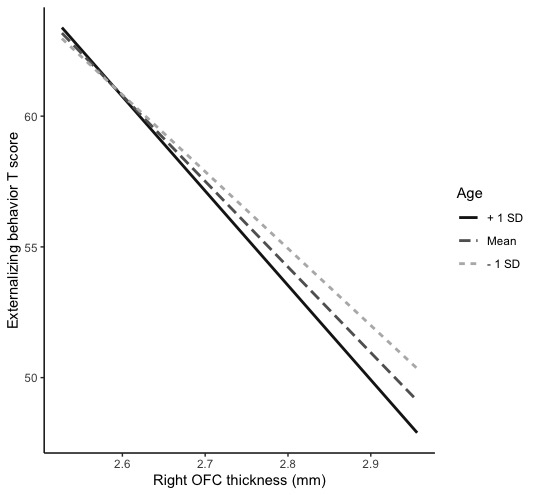 Externalizing behavior T score
60
55
50
2.6 2.7 2.8 2.9
Right OFC thickness (mm)
Age
+ 1 SD
Mean
- 1 SD